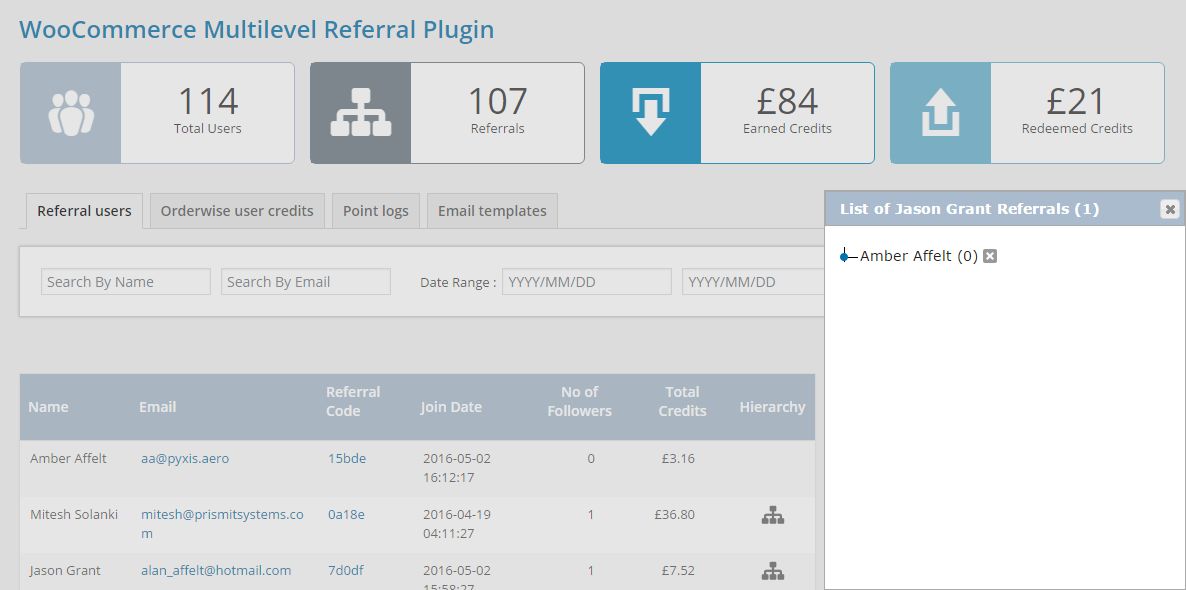 WooCommerce Multilevel Referral Plugin
114
Total Users
107
Referrals
£84
Earned Credits
£21
Redeemed Credits
Referral users
Orderwise user credits
Point logs
Email templates
List of Jason Grant Referrals (1)
Amber Affelt (0)
Search By Name
Search By Email
Date Range :
YYYY/MM/DD
YYYY/MM/DD
Name
Email
Referral
Code
Join Date
No of
Followers
Total
Credits
Hierarchy
Amber Affelt
aa@pyxis.aero
15bde
2016-05-02
16:12:17
0
£3.16
Mitesh Solanki
mitesh@prismitsystems.co
m
0a18e
2016-04-19
04:11:27
1
£36.80
Jason Grant
alan_affelt@hotmail.com
7d0df
2016-05-02
15:58:27
1
£7.52